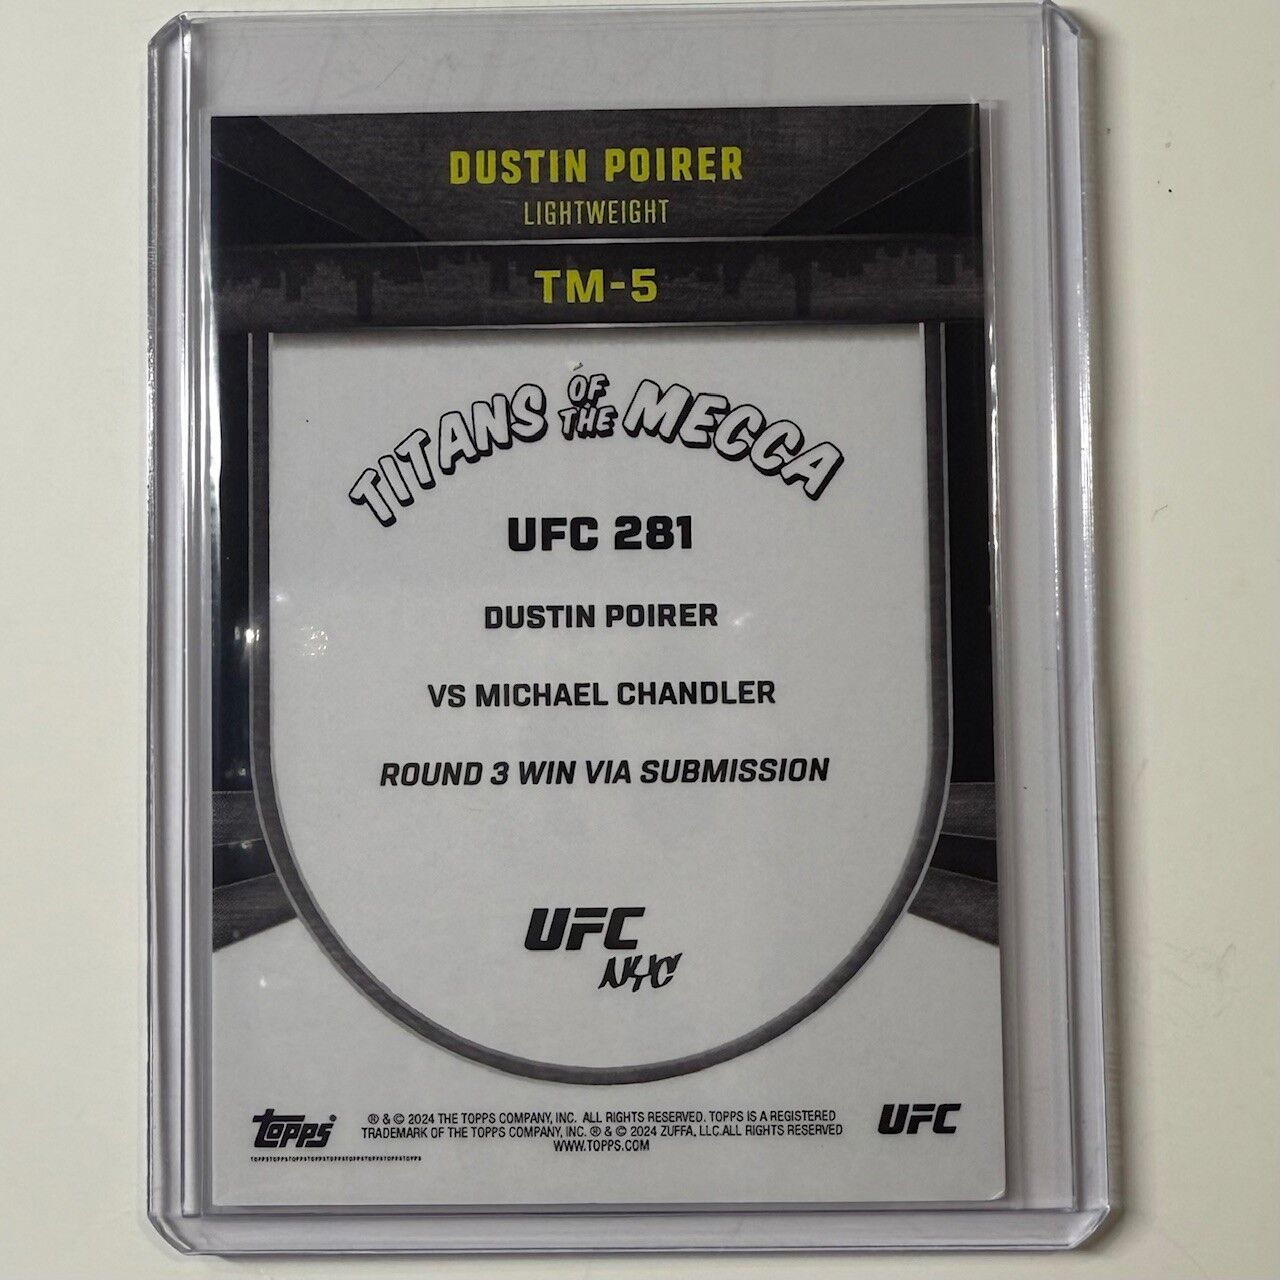 DUSTIN POIRER
LIGHTWEIGHT
TM-5
TITANS OF THE MECCA
UFC 281
DUSTIN POIRER
VS MICHAEL CHANDLER
ROUND 3 WIN VIA SUBMISSION
UFC
NYC
Topps®
TOPPSTOPPSTOPPSTOPPSTOPPSTOPPSTOPPSTOPPSTOPPS
® & © 2024 THE TOPPS COMPANY, INC. ALL RIGHTS RESERVED. TOPPS IS A REGISTERED
TRADEMARK OF THE TOPPS COMPANY, INC. ® & © 2024 ZUFFA, LLC.ALL RIGHTS RESERVED
WWW.TOPPS.COM
UFC